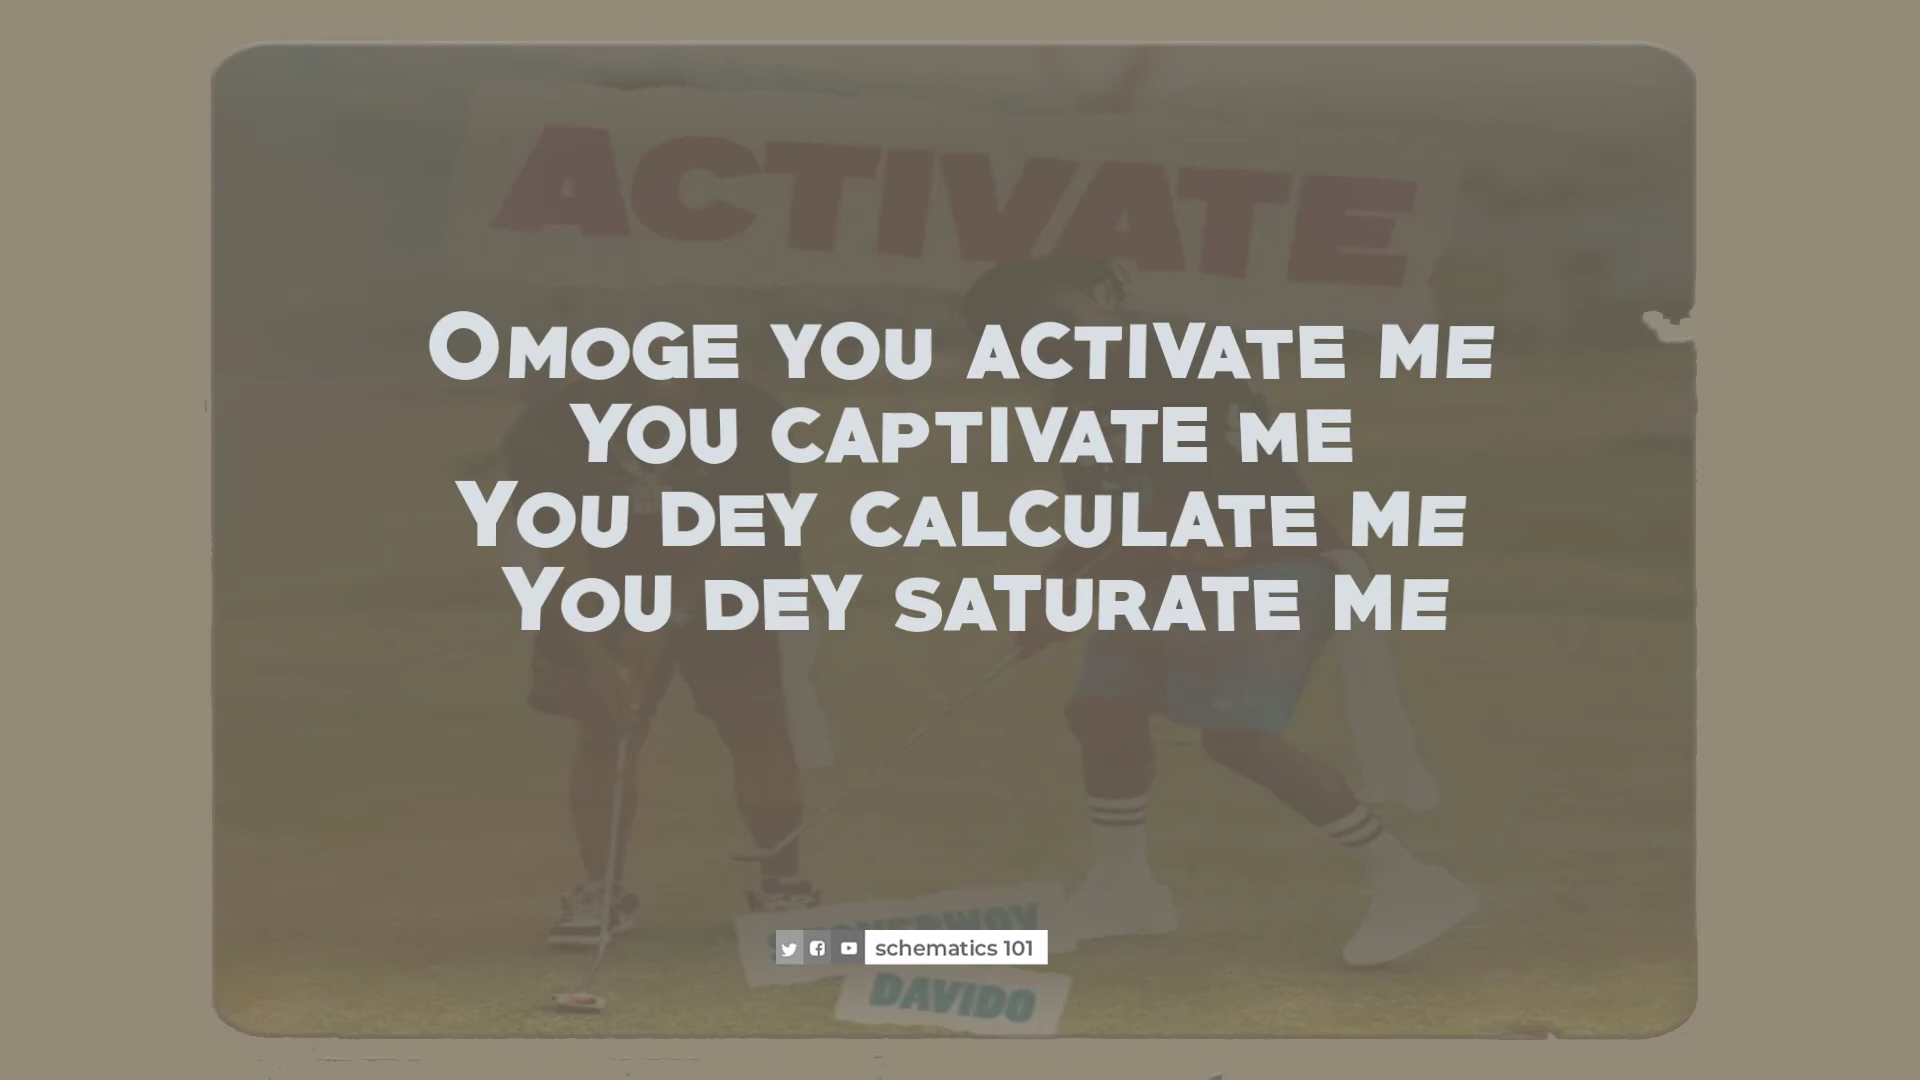 ACTIVATE
Omoge you activate me
You captivate me
You dey calculate me
You dey saturate me
schematics 101
DAVIDO